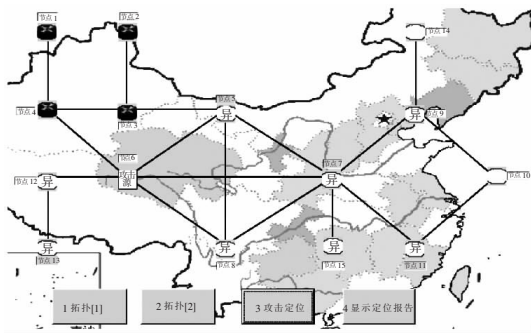 节点1
节点2
节点14
节点4
节点3
节点5
异
异
节点9
节点6
攻击源
节点7
异
节点12
异
节点10
异
节点13
异
节点8
异
节点15
异
节点11
1拓扑[1]
2拓扑[2]
3攻击定位
4显示定位报告